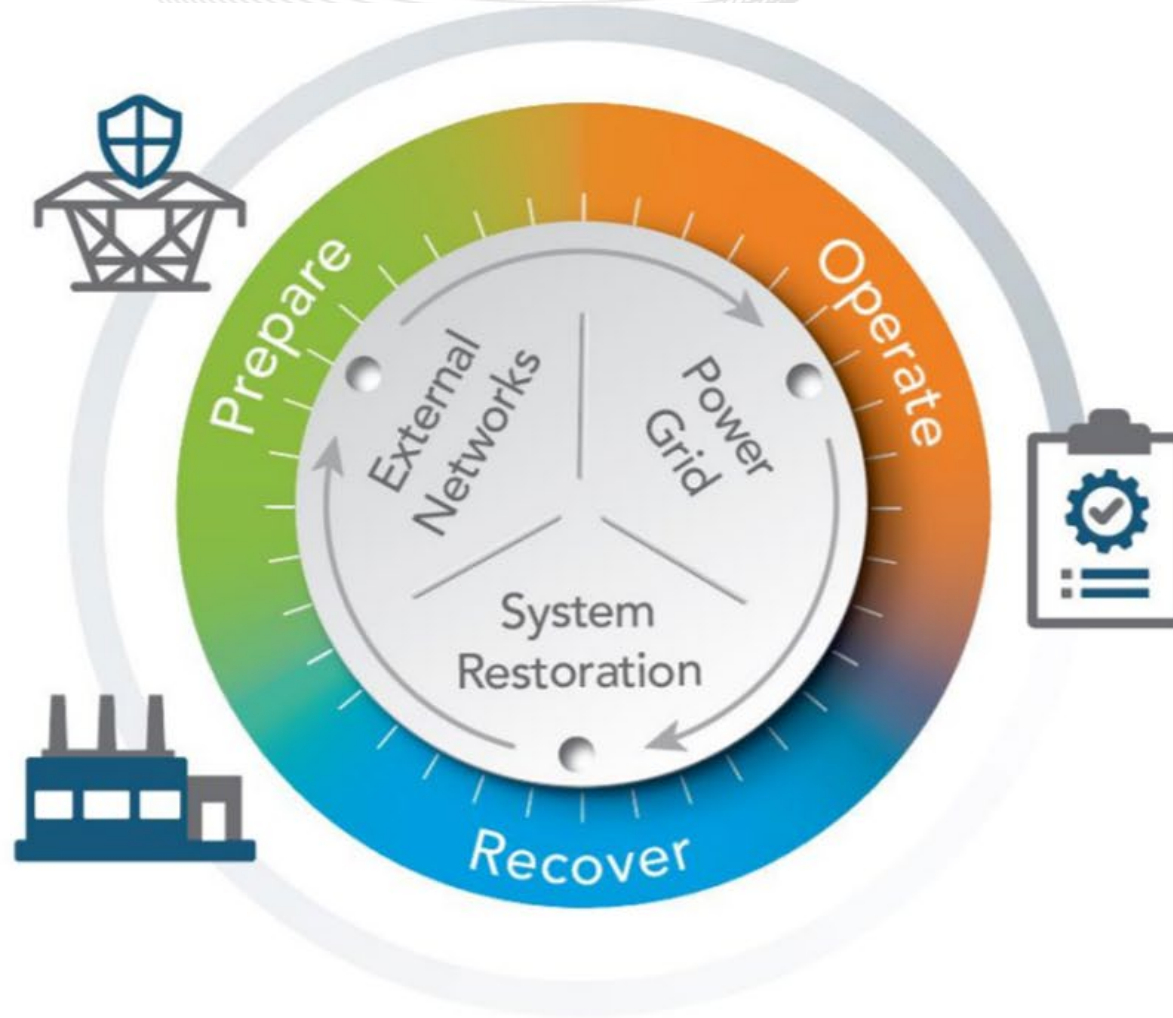 Prepare
Operate
External
Networks
Power
Grid
System
Restoration
Recover